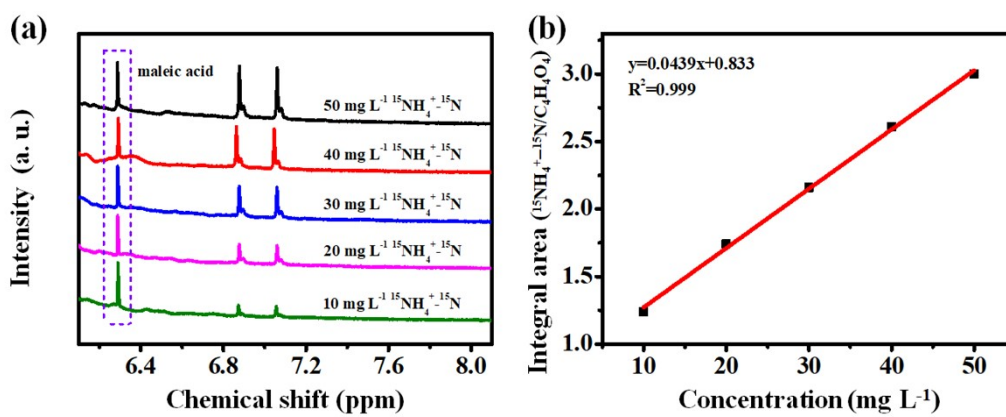 (a)
maleic acid
50 mg L⁻¹ ¹⁵NH₄⁺-¹⁵N
40 mg L⁻¹ ¹⁵NH₄⁺-¹⁵N
30 mg L⁻¹ ¹⁵NH₄⁺-¹⁵N
20 mg L⁻¹ ¹⁵NH₄⁺-¹⁵N
10 mg L⁻¹ ¹⁵NH₄⁺-¹⁵N
Intensity (a. u.)
6.4 6.8 7.2 7.6 8.0
Chemical shift (ppm)
(b)
y=0.0439x+0.833
R²=0.999
Integral area (¹⁵NH₄⁺–¹⁵N/C₄H₄O₄)
3.0
2.5
2.0
1.5
1.0
10 20 30 40 50
Concentration (mg L⁻¹)